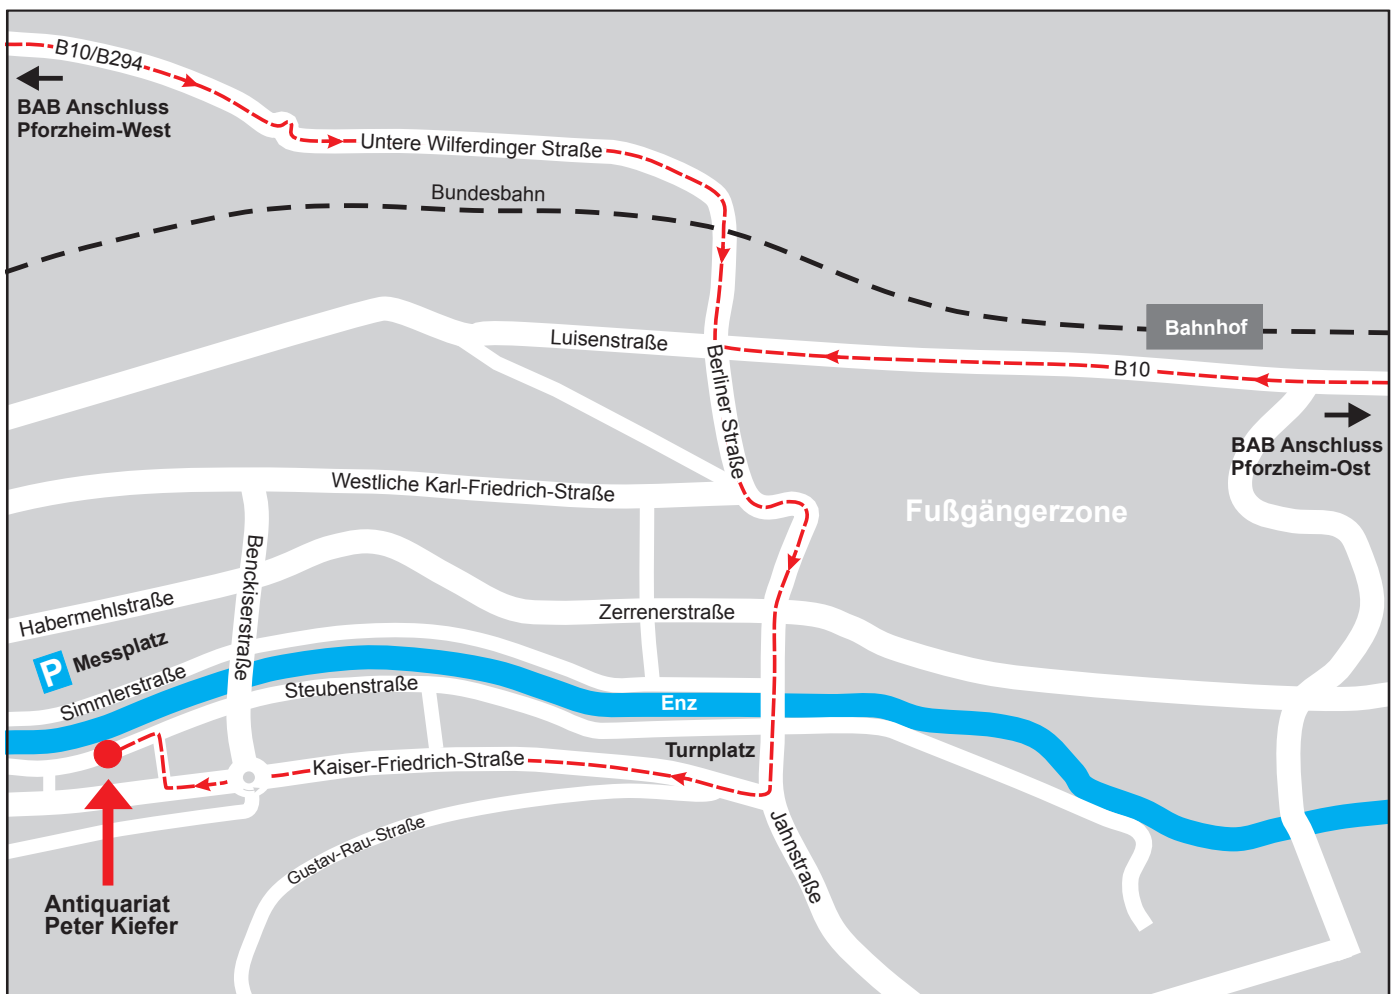 B10/B294
BAB Anschluss
Pforzheim-West
Untere Wilferdinger Straße
Bundesbahn
Bahnhof
Luisenstraße
B10
Berliner Straße
BAB Anschluss
Pforzheim-Ost
Westliche Karl-Friedrich-Straße
Fußgängerzone
Benckiserstraße
Habermehlstraße
Zerrenerstraße
P Messplatz
Simmlerstraße
Steubenstraße
Enz
Turnplatz
Kaiser-Friedrich-Straße
Gustav-Rau-Straße
Jahnstraße
Antiquariat
Peter Kiefer